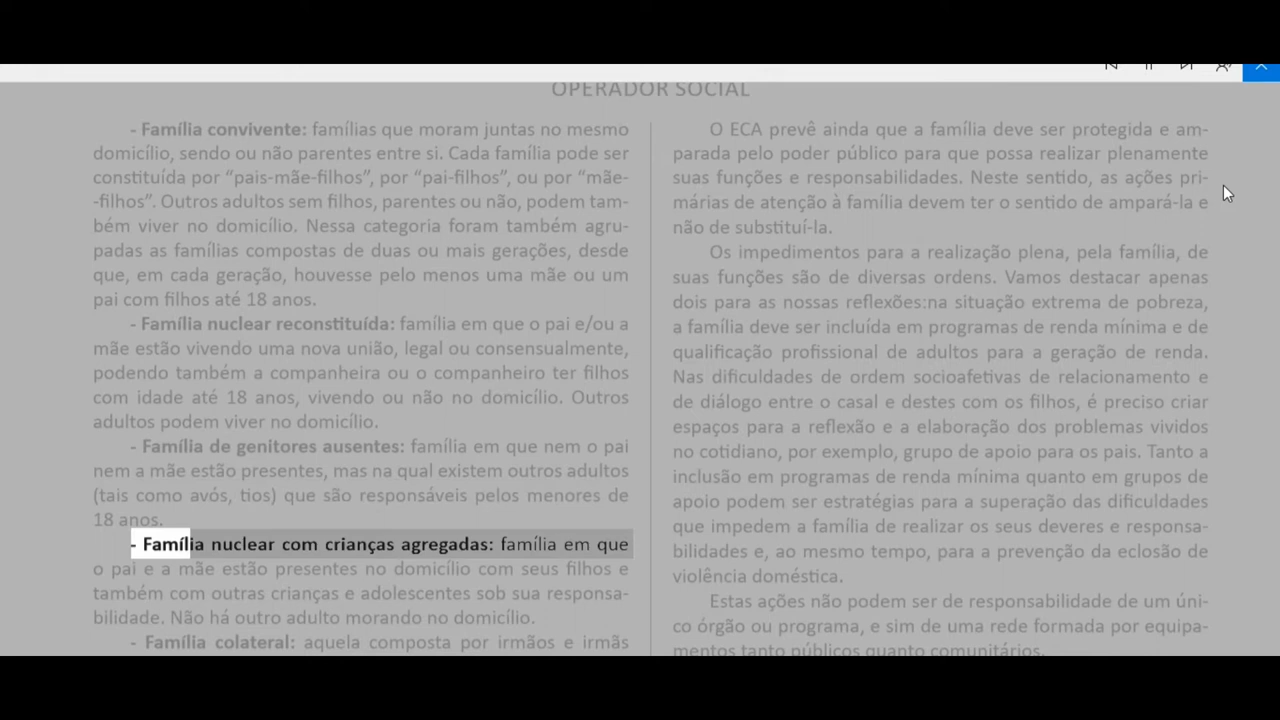 OPERADOR SOCIAL
- Família convivente: famílias que moram juntas no mesmo
domicílio, sendo ou não parentes entre si. Cada família pode ser
constituída por “pais-mãe-filhos”, por “pai-filhos”, ou por “mãe-
-filhos”. Outros adultos sem filhos, parentes ou não, podem tam-
bém viver no domicílio. Nessa categoria foram também agru-
padas as famílias compostas de duas ou mais gerações, desde
que, em cada geração, houvesse pelo menos uma mãe ou um
pai com filhos até 18 anos.
- Família nuclear reconstituída: família em que o pai e/ou a
mãe estão vivendo uma nova união, legal ou consensualmente,
podendo também a companheira ou o companheiro ter filhos
com idade até 18 anos, vivendo ou não no domicílio. Outros
adultos podem viver no domicílio.
- Família de genitores ausentes: família em que nem o pai
nem a mãe estão presentes, mas na qual existem outros adultos
(tais como avós, tios) que são responsáveis pelos menores de
18 anos.
- Família nuclear com crianças agregadas: família em que
o pai e a mãe estão presentes no domicílio com seus filhos e
também com outras crianças e adolescentes sob sua responsa-
bilidade. Não há outro adulto morando no domicílio.
- Família colateral: aquela composta por irmãos e irmãs
O ECA prevê ainda que a família deve ser protegida e am-
parada pelo poder público para que possa realizar plenamente
suas funções e responsabilidades. Neste sentido, as ações pri-
márias de atenção à família devem ter o sentido de ampará-la e
não de substituí-la.
Os impedimentos para a realização plena, pela família, de
suas funções são de diversas ordens. Vamos destacar apenas
dois para as nossas reflexões:na situação extrema de pobreza,
a família deve ser incluída em programas de renda mínima e de
qualificação profissional de adultos para a geração de renda.
Nas dificuldades de ordem socioafetivas de relacionamento e
de diálogo entre o casal e destes com os filhos, é preciso criar
espaços para a reflexão e a elaboração dos problemas vividos
no cotidiano, por exemplo, grupo de apoio para os pais. Tanto a
inclusão em programas de renda mínima quanto em grupos de
apoio podem ser estratégias para a superação das dificuldades
que impedem a família de realizar os seus deveres e responsa-
bilidades e, ao mesmo tempo, para a prevenção da eclosão de
violência doméstica.
Estas ações não podem ser de responsabilidade de um úni-
co órgão ou programa, e sim de uma rede formada por equipa-
mentos tanto públicos quanto comunitários.